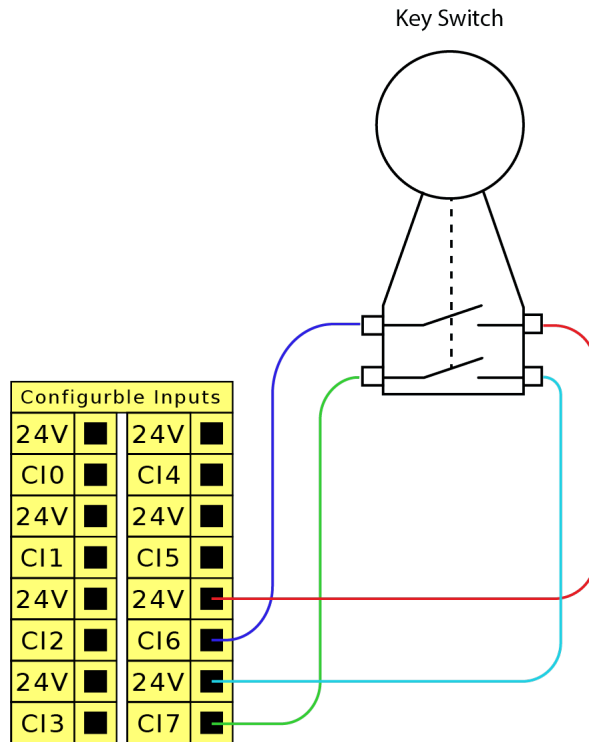 Key Switch
Configurble Inputs
24V 24V
CI0 CI4
24V 24V
CI1 CI5
24V 24V
CI2 CI6
24V 24V
CI3 CI7